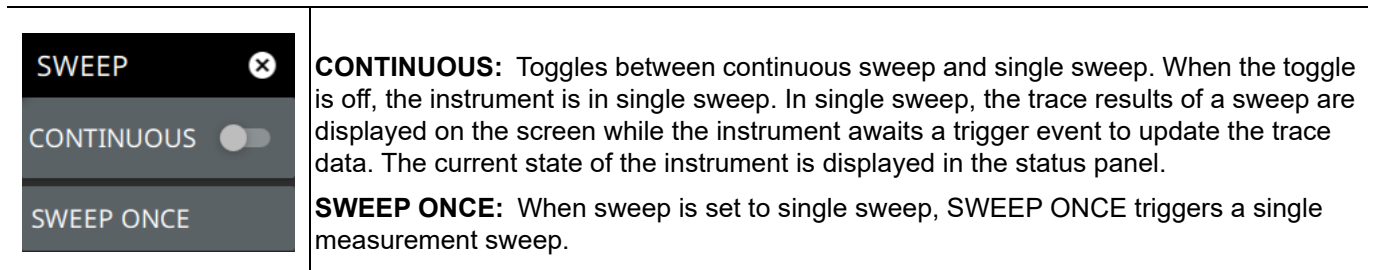 SWEEP
CONTINUOUS
SWEEP ONCE
CONTINUOUS: Toggles between continuous sweep and single sweep. When the toggle
is off, the instrument is in single sweep. In single sweep, the trace results of a sweep are
displayed on the screen while the instrument awaits a trigger event to update the trace
data. The current state of the instrument is displayed in the status panel.
SWEEP ONCE: When sweep is set to single sweep, SWEEP ONCE triggers a single
measurement sweep.